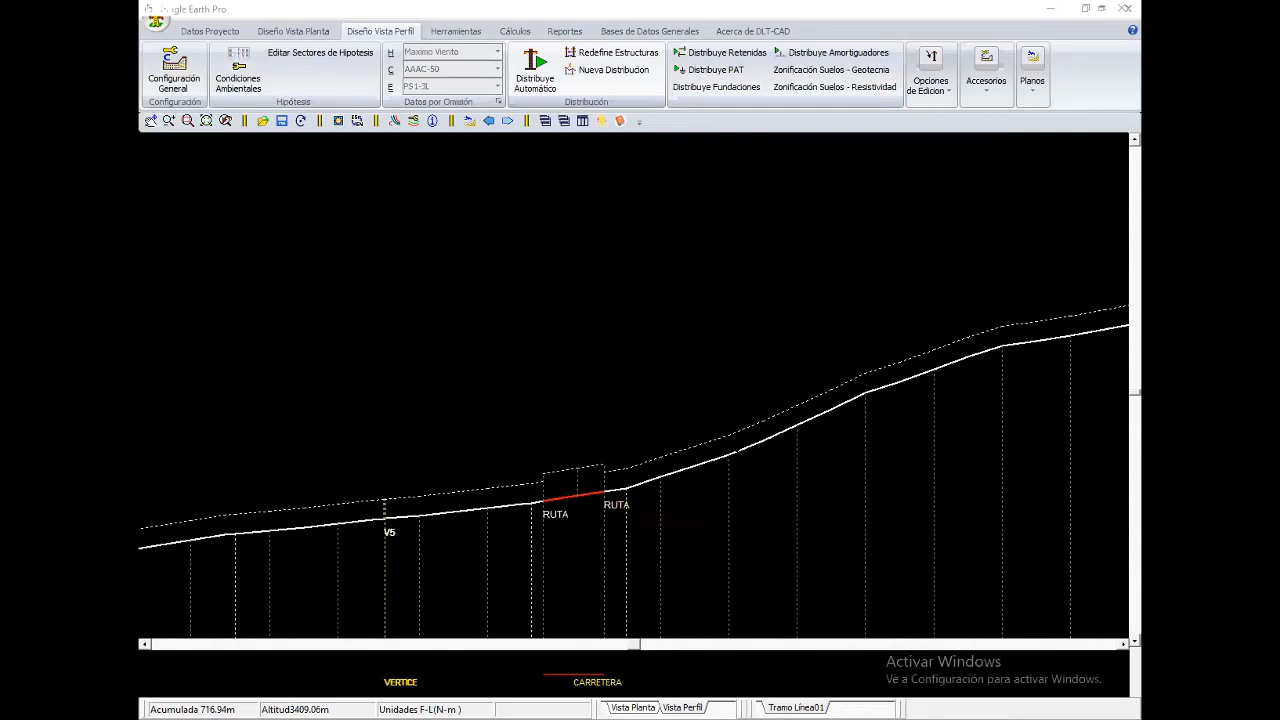 Google Earth Pro
Datos Proyecto Diseño Vista Planta Diseño Vista Perfil Herramientas Cálculos Reportes Bases de Datos Generales Acerca de DLT-CAD
Configuración General
Configuración
Condiciones Ambientales
Editar Sectores de Hipotesis
Hipótesis
H Maximo Viento
C AAAC-50
E PS1-3L
Datos por Omisión
Distribuye Automático
Redefine Estructuras
Nueva Distribucion
Distribución
Distribuye Retenidas
Distribuye PAT
Distribuye Fundaciones
Distribuye Amortiguadores
Zonificación Suelos - Geotecnia
Zonificación Suelos - Resistividad
Opciones de Edicion
Accesorios
Planos
RUTA
RUTA
V5
Activar Windows
Ve a Configuración para activar Windows.
VERTICE CARRETERA
Acumulada 716.94m Altitud3409.06m Unidades F-L(N-m ) Vista Planta Vista Perfil Tramo Línea01